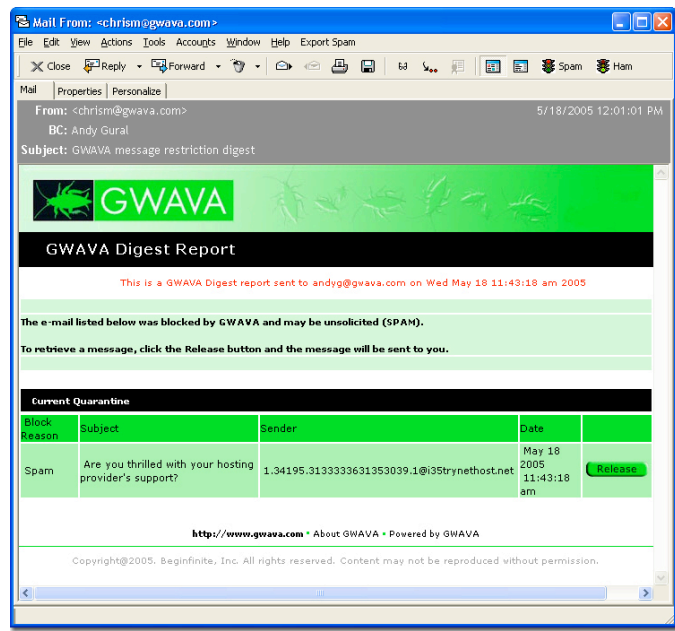 Mail From: <chrism@gwava.com>
File Edit View Actions Tools Accounts Window Help Export Spam
Close Reply Forward Spam Ham
Mail Properties Personalize
From: <chrism@gwava.com> 5/18/2005 12:01:01 PM
BC: Andy Gural
Subject: GWAVA message restriction digest
GWAVA
GWAVA Digest Report
This is a GWAVA Digest report sent to andyg@gwava.com on Wed May 18 11:43:18 am 2005
The e-mail listed below was blocked by GWAVA and may be unsolicited (SPAM).
To retrieve a message, click the Release button and the message will be sent to you.
Current Quarantine
Block Reason Subject Sender Date
Spam Are you thrilled with your hosting provider's support? 1.34195.3133333631353039.1@i35trynethost.net May 18 2005 11:43:18 am Release
http://www.gwava.com • About GWAVA • Powered by GWAVA
Copyright@2005. Beginfinite, Inc. All rights reserved. Content may not be reproduced without permission.